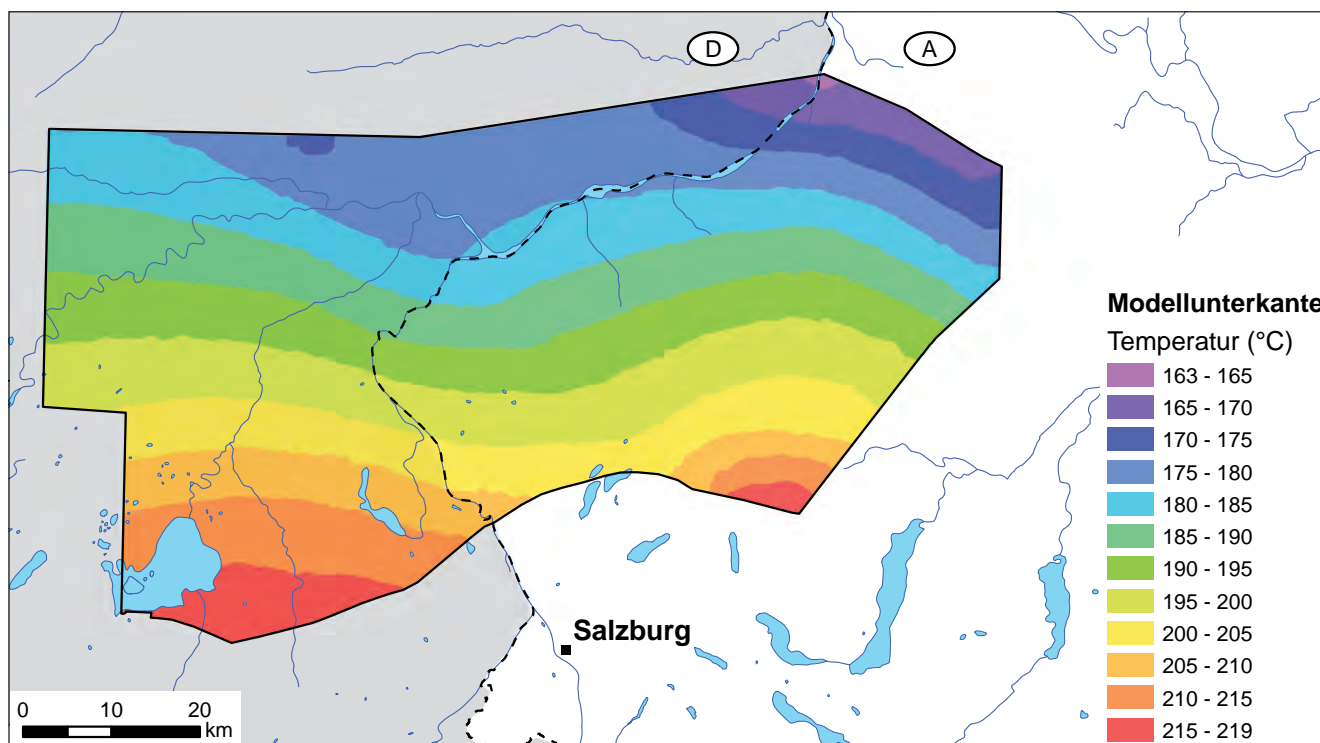 D
A
Modellunterkante
Temperatur (°C)
163 - 165
165 - 170
170 - 175
175 - 180
180 - 185
185 - 190
190 - 195
195 - 200
200 - 205
205 - 210
210 - 215
215 - 219
Salzburg
0 10 20
km